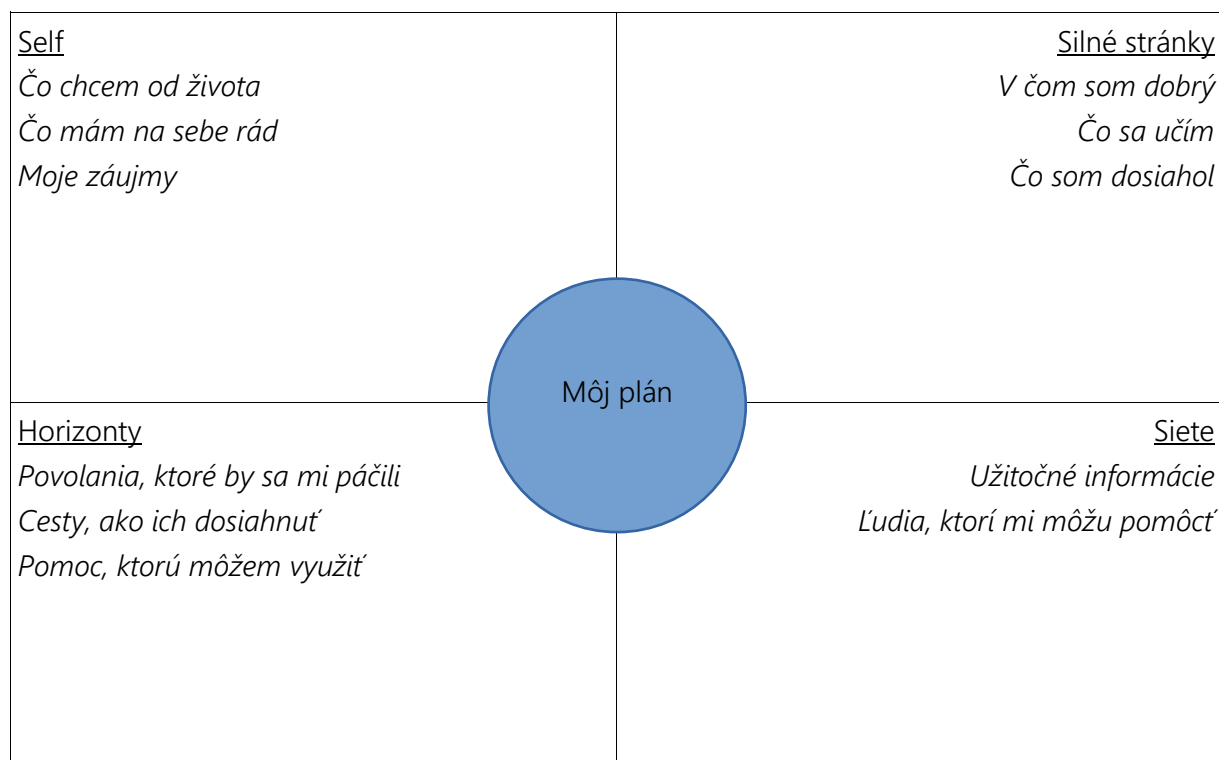 Self
Čo chcem od života
Čo mám na sebe rád
Moje záujmy
Silné stránky
V čom som dobrý
Čo sa učím
Čo som dosiahol
Môj plán
Horizonty
Povolania, ktoré by sa mi páčili
Cesty, ako ich dosiahnuť
Pomoc, ktorú môžem využiť
Siete
Užitočné informácie
Ľudia, ktorí mi môžu pomôcť